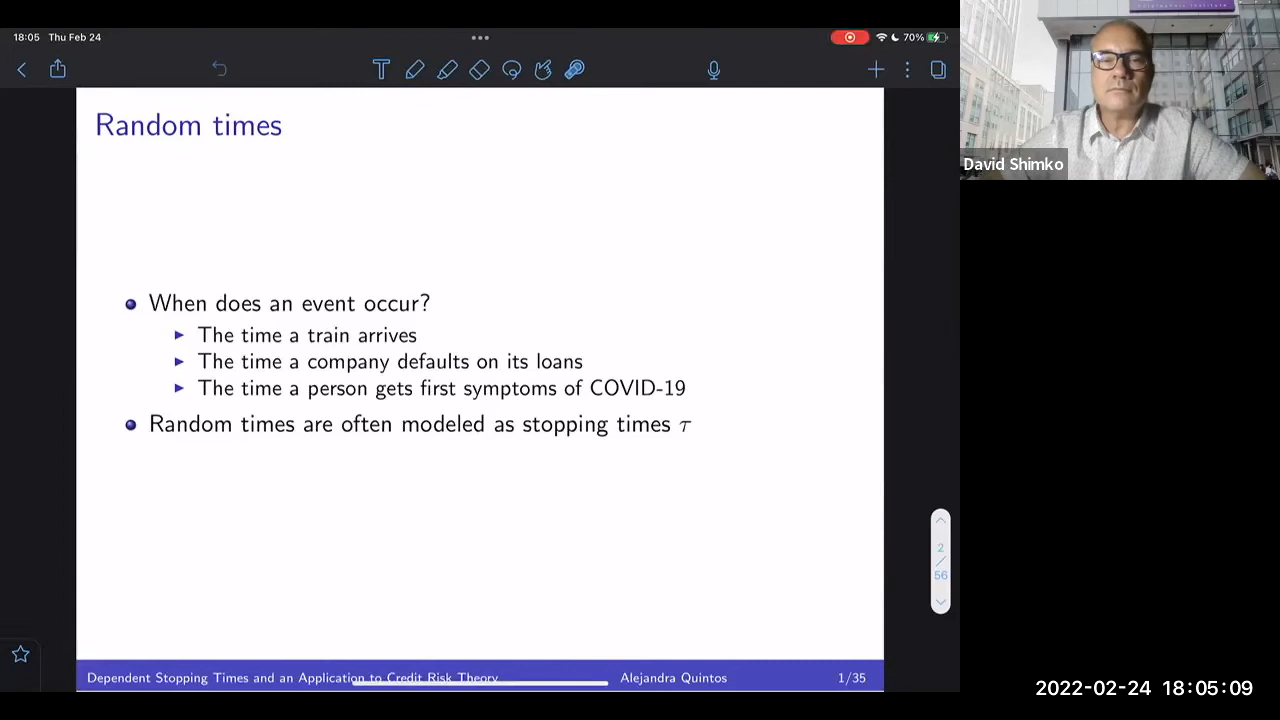 18:05 Thu Feb 24
70%
Random times
When does an event occur?
The time a train arrives
The time a company defaults on its loans
The time a person gets first symptoms of COVID-19
Random times are often modeled as stopping times τ
2
/
56
Dependent Stopping Times and an Application to Credit Risk Theory Alejandra Quintos 1/35
David Shimko
2022-02-24 18:05:09